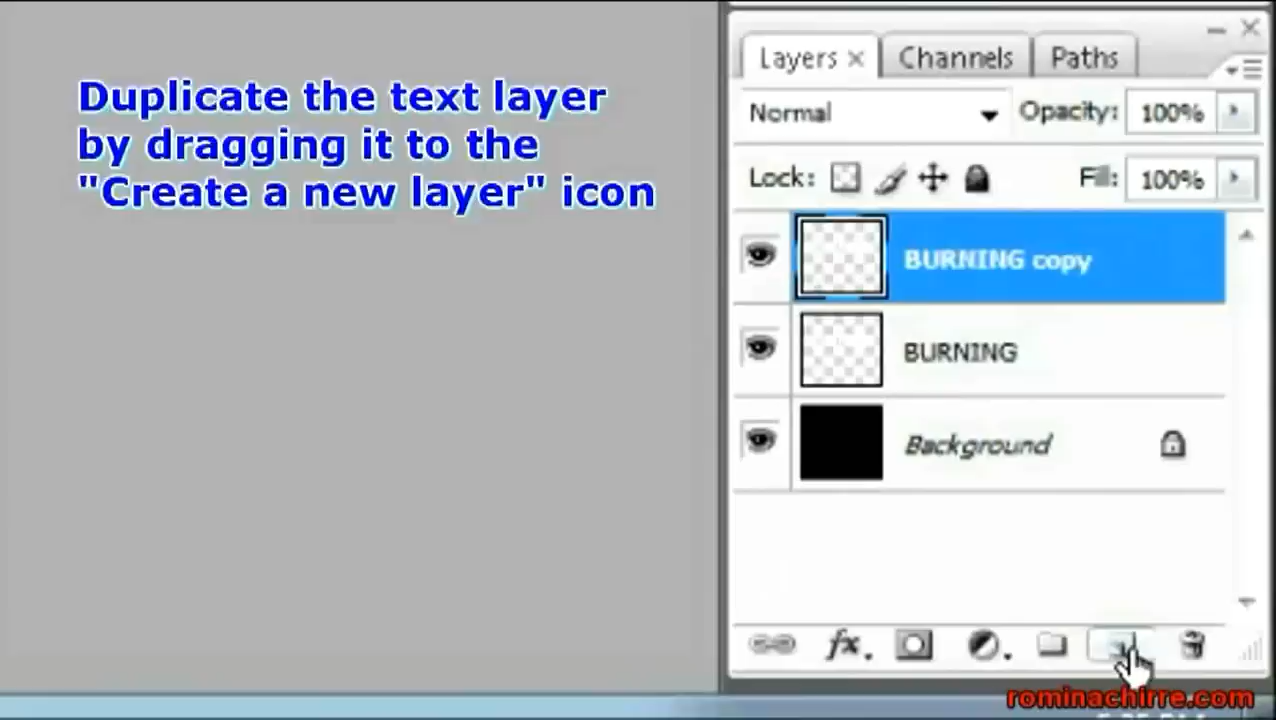 Duplicate the text layer
by dragging it to the
"Create a new layer" icon
Layers × Channels Paths
Normal Opacity: 100%
Lock: Fill: 100%
BURNING copy
BURNING
Background
fx.
rominachirre.com